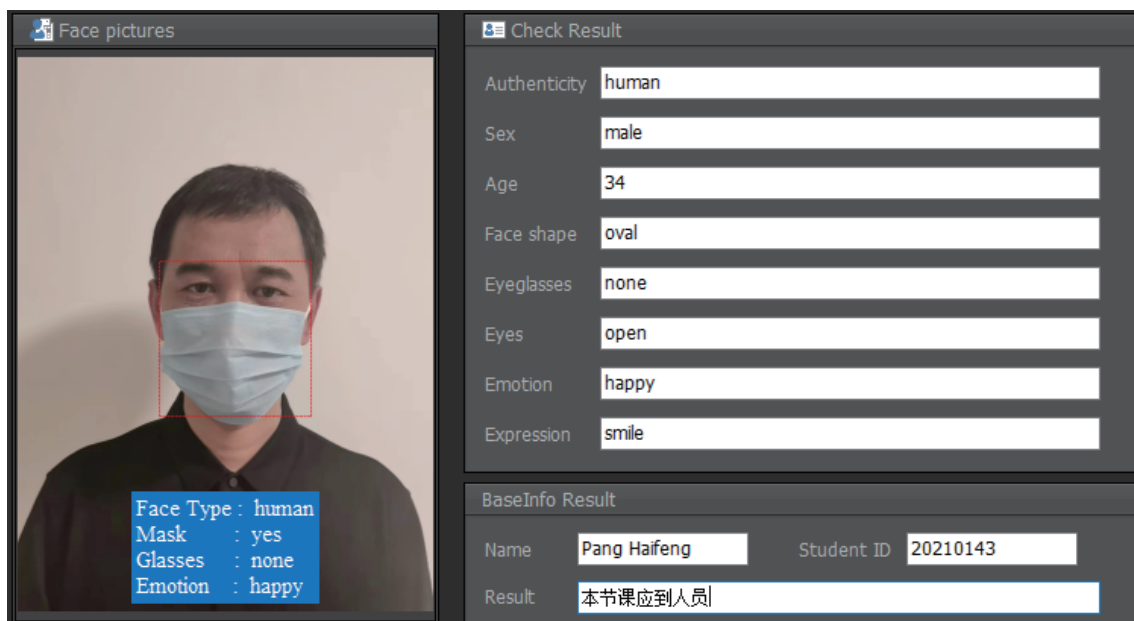 Face pictures
Face Type : human
Mask : yes
Glasses : none
Emotion : happy
Check Result
Authenticity human
Sex male
Age 34
Face shape oval
Eyeglasses none
Eyes open
Emotion happy
Expression smile
BaseInfo Result
Name Pang Haifeng Student ID 20210143
Result 本节课应到人员